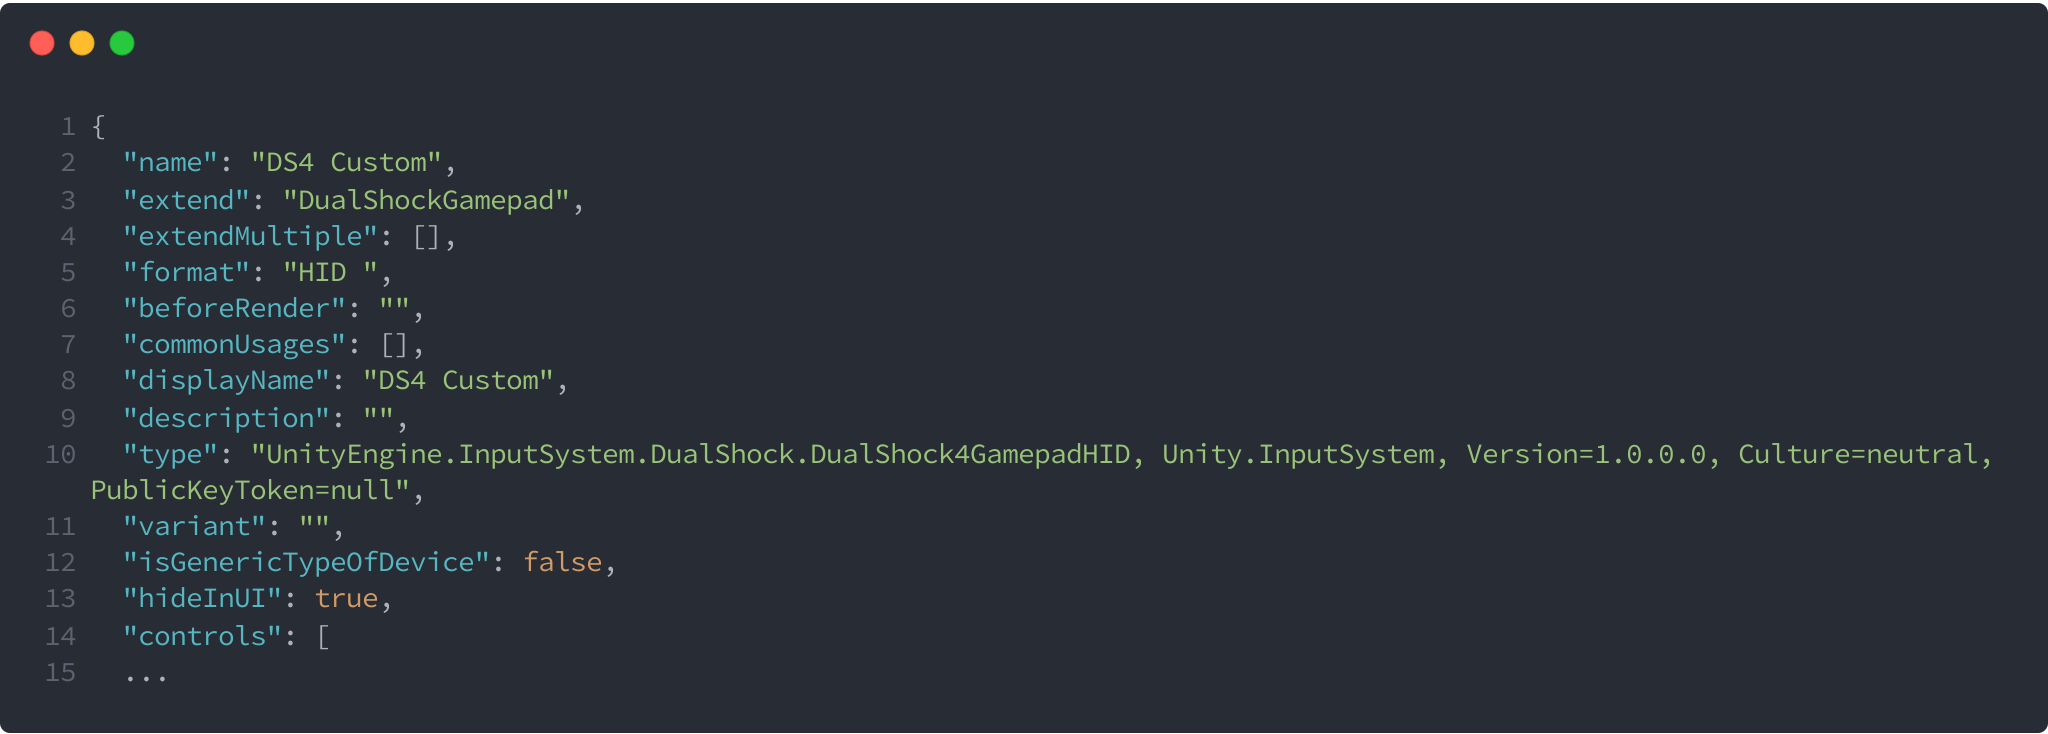 1 {
2 "name": "DS4 Custom",
3 "extend": "DualShockGamepad",
4 "extendMultiple": [],
5 "format": "HID ",
6 "beforeRender": "",
7 "commonUsages": [],
8 "displayName": "DS4 Custom",
9 "description": "",
10 "type": "UnityEngine.InputSystem.DualShock.DualShock4GamepadHID, Unity.InputSystem, Version=1.0.0.0, Culture=neutral,
PublicKeyToken=null",
11 "variant": "",
12 "isGenericTypeOfDevice": false,
13 "hideInUI": true,
14 "controls": [
15 ...